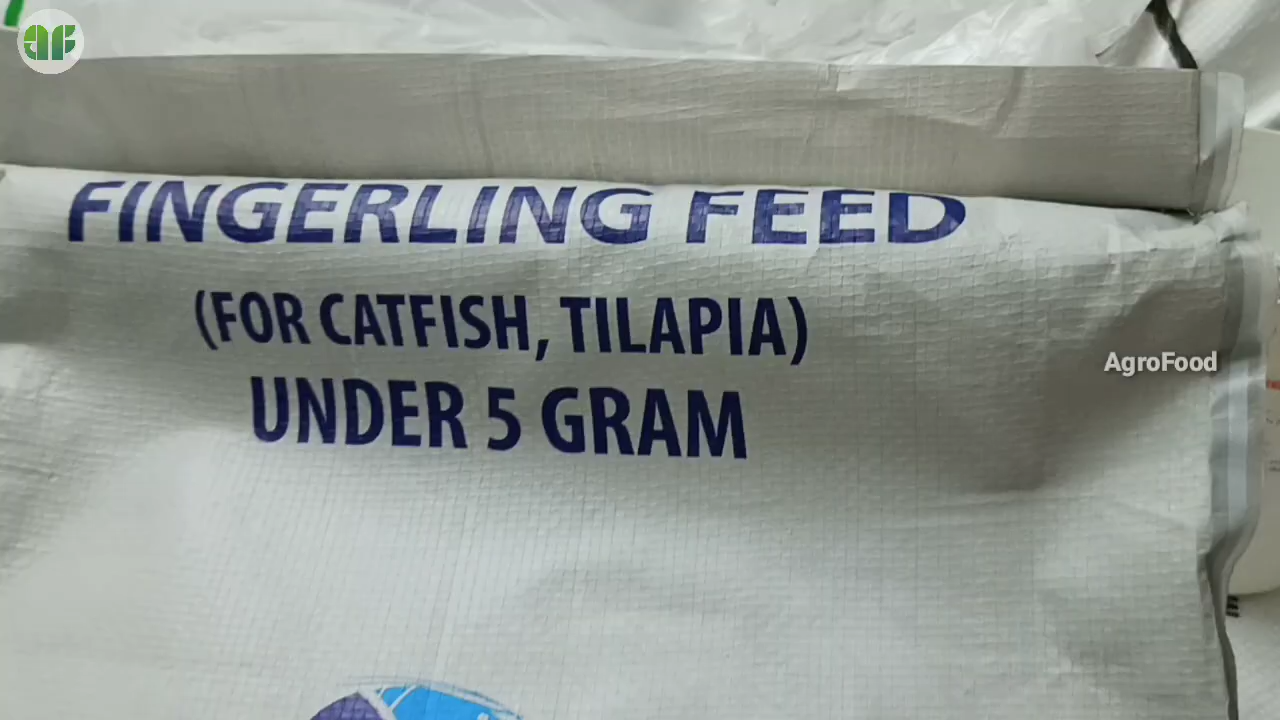 FINGERLING FEED
(FOR CATFISH, TILAPIA)
UNDER 5 GRAM
AgroFood